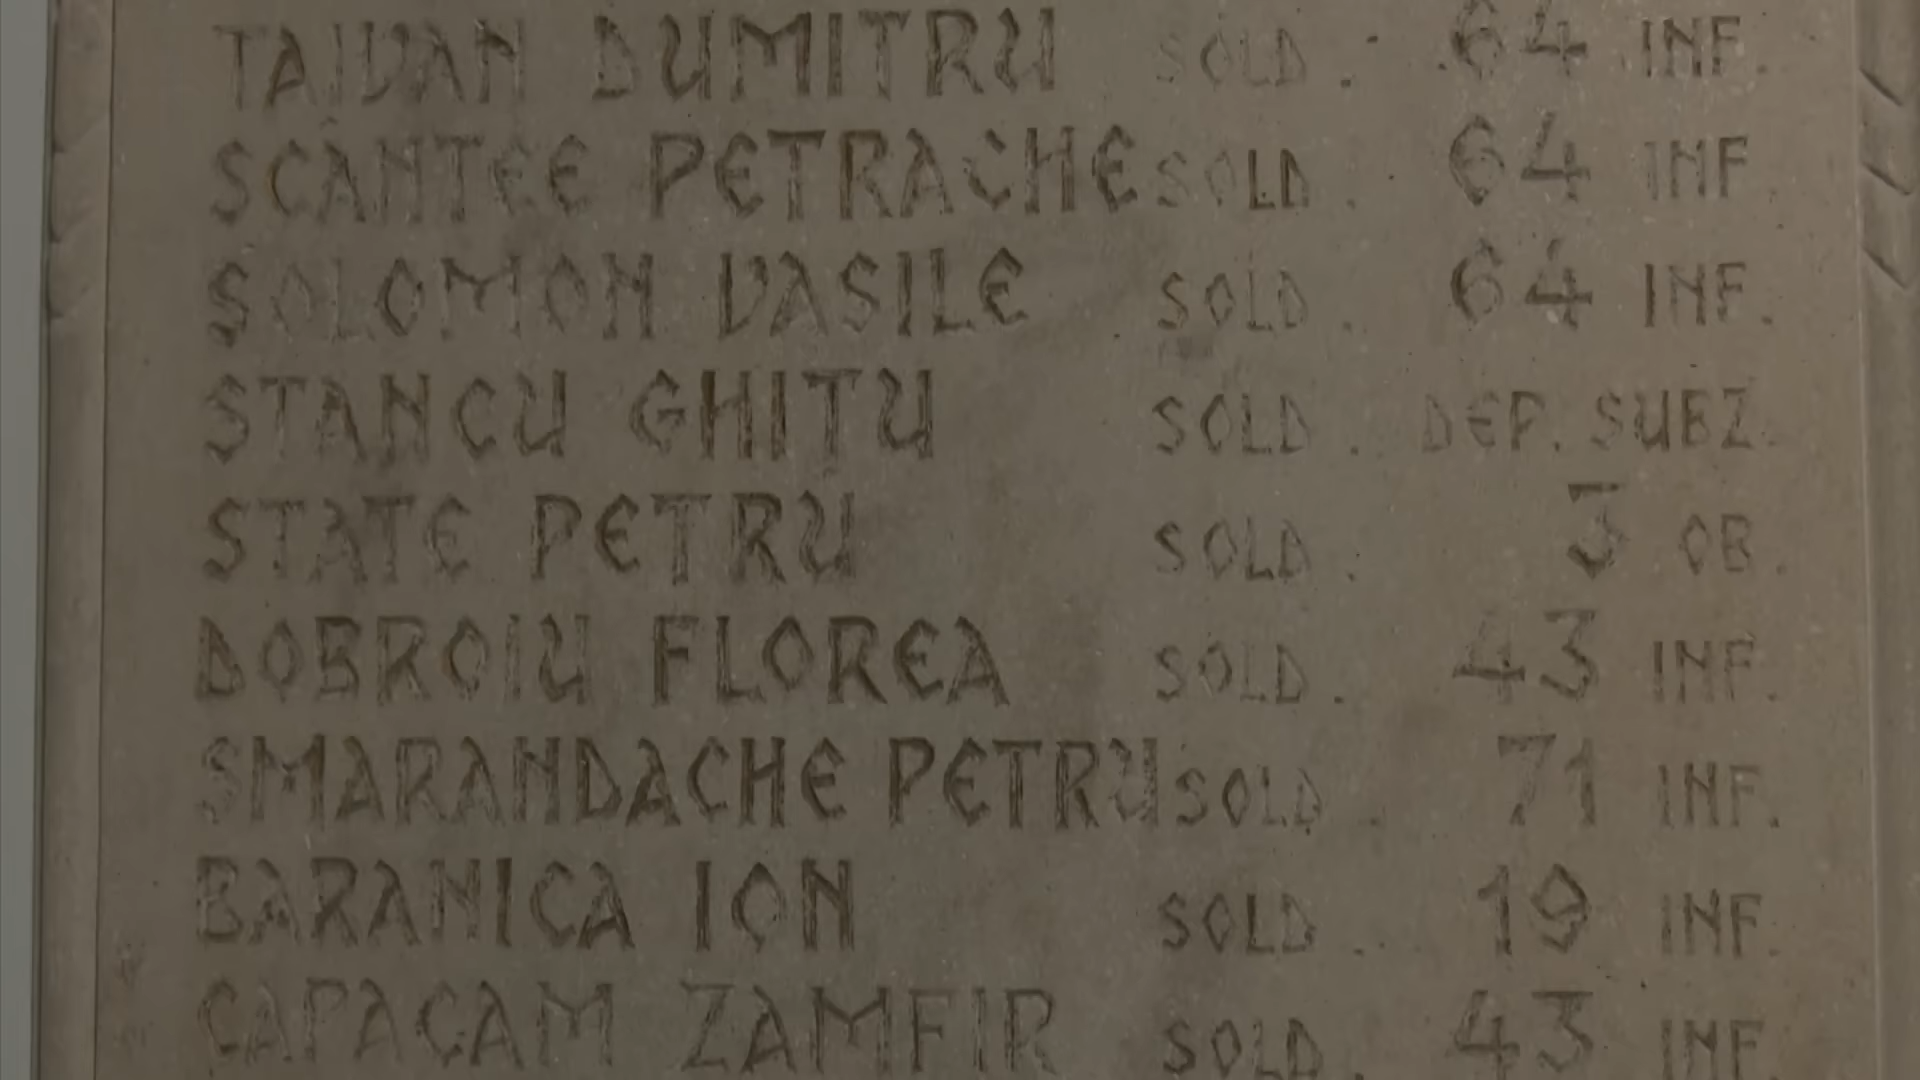 TAIVAN DUMITRU SOLD. 64 INF.
SCÂNTEE PETRACHE SOLD. 64 INF.
SOLOMON VASILE SOLD. 64 INF.
STANCU GHITU SOLD. DEP. SUBZ.
STATE PETRU SOLD. 3 OB.
DOBROIU FLOREA SOLD. 43 INF.
SMARANDACHE PETRU SOLD. 71 INF.
BARANICA ION SOLD. 19 INF.
CAPACAM ZAMFIR SOLD. 43 INF.